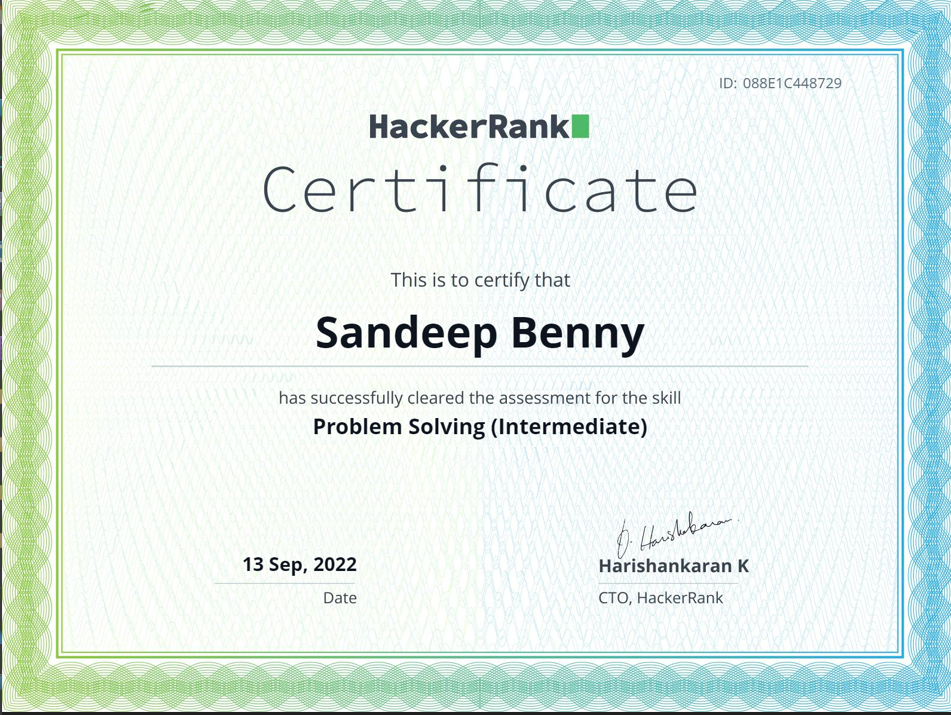 ID: 088E1C448729
HackerRank
Certificate
This is to certify that
Sandeep Benny
has successfully cleared the assessment for the skill
Problem Solving (Intermediate)
13 Sep, 2022
Date
Harishankaran
Harishankaran K
CTO, HackerRank